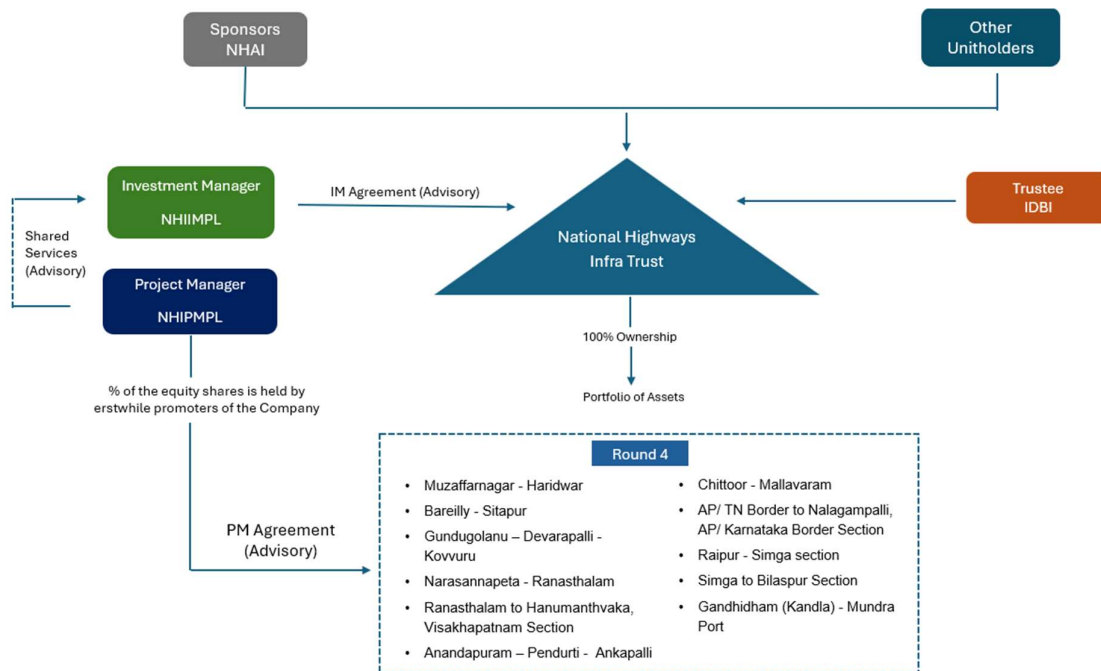 Sponsors
NHAI
Other
Unitholders
Investment Manager
NHIIMPL
IM Agreement (Advisory)
Trustee
IDBI
Shared
Services
(Advisory)
National Highways
Infra Trust
Project Manager
NHIPMPL
100% Ownership
% of the equity shares is held by
erstwhile promoters of the Company
Portfolio of Assets
Round 4
• Muzaffarnagar - Haridwar
• Bareilly - Sitapur
• Gundugolanu – Devarapalli -
Kovvuru
• Narasannapeta - Ranasthalam
• Ranasthalam to Hanumanthvaka,
Visakhapatnam Section
• Anandapuram – Pendurti - Ankapalli
• Chittoor - Mallavaram
• AP/ TN Border to Nalagampalli,
AP/ Karnataka Border Section
• Raipur - Simga section
• Simga to Bilaspur Section
• Gandhidham (Kandla) - Mundra
Port
PM Agreement
(Advisory)